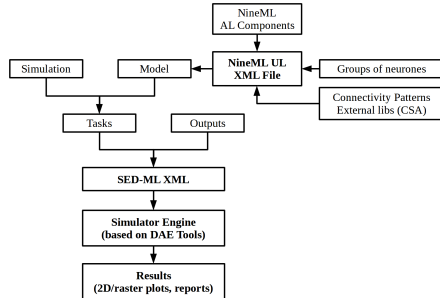 NineML
AL Components
Simulation
Model
NineML UL
XML File
Groups of neurones
Connectivity Patterns
External libs (CSA)
Tasks
Outputs
SED-ML XML
Simulator Engine
(based on DAE Tools)
Results
(2D/raster plots, reports)